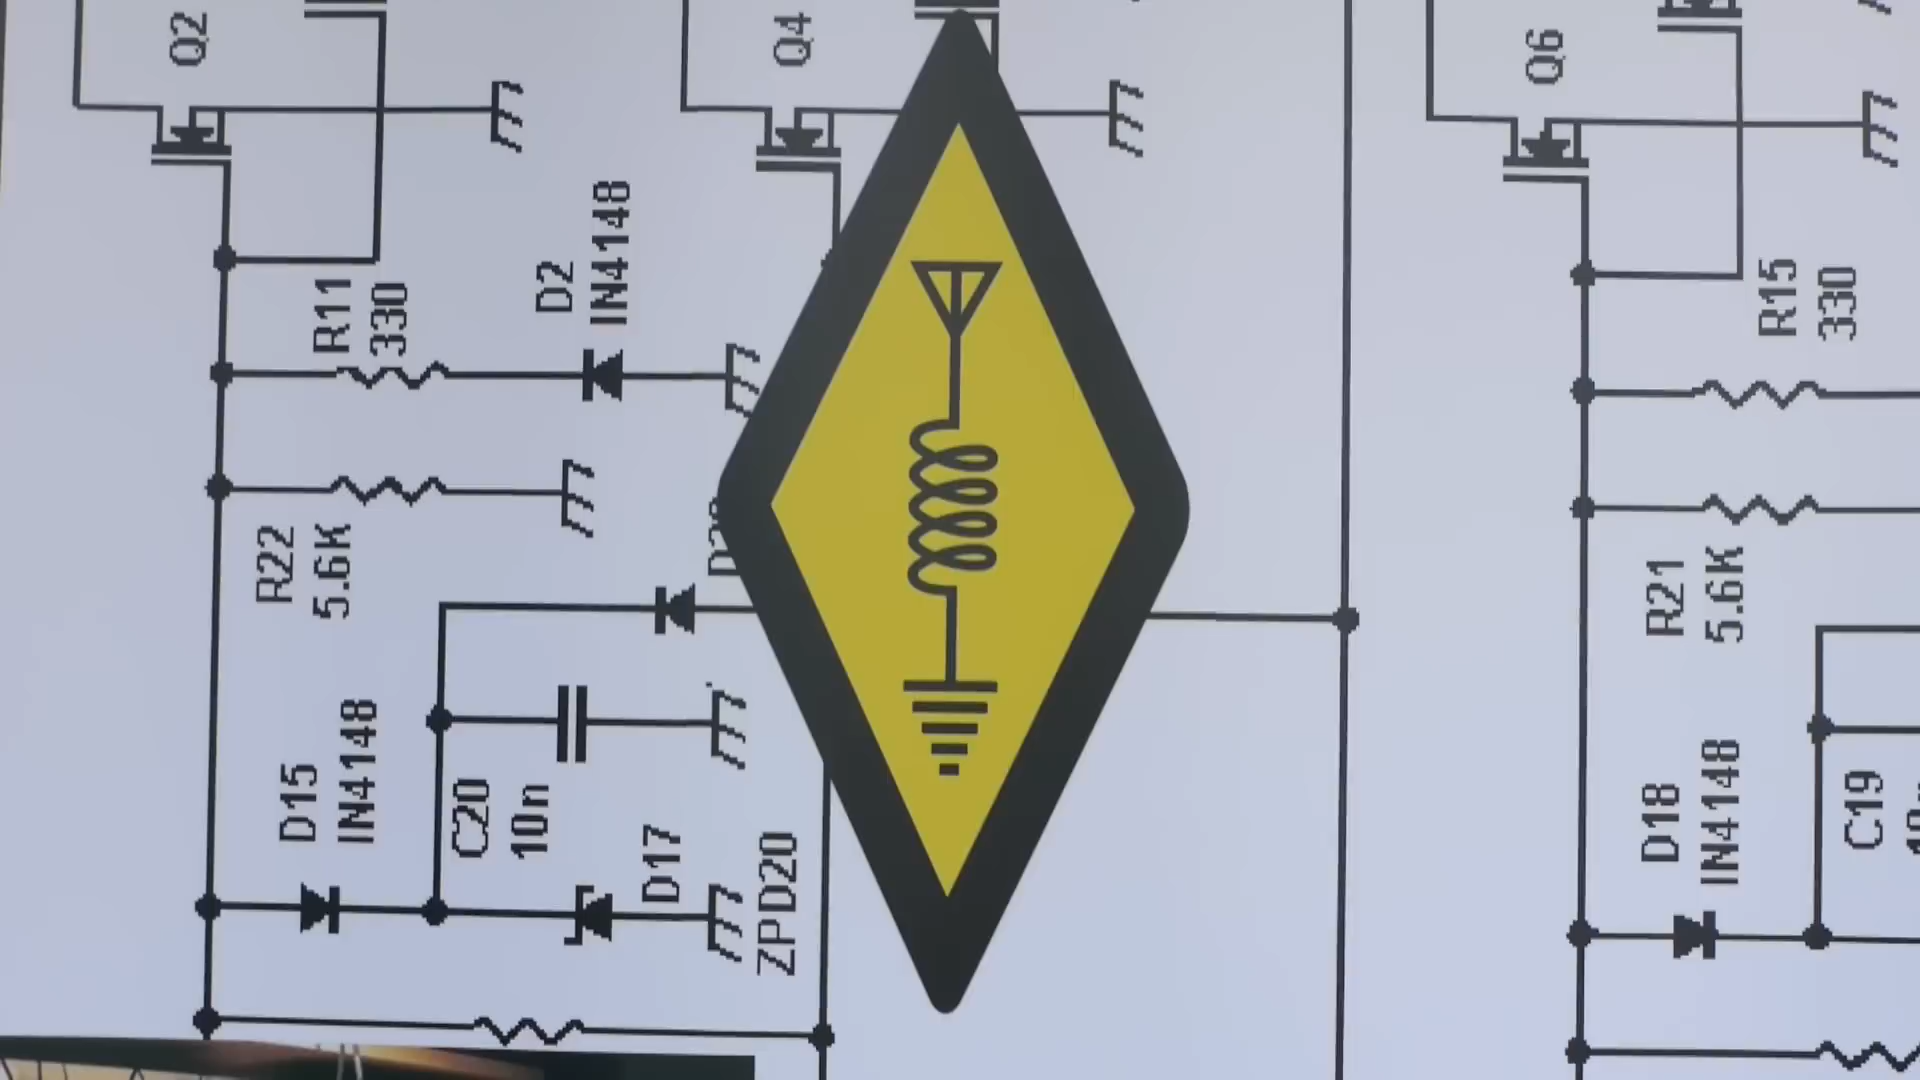 Q2
Q4
Q6
R11
330
D2
IN4148
R15
330
R22
5.6K
R21
5.6K
D15
IN4148
C20
10n
D17
ZPD20
D18
IN4148
C19